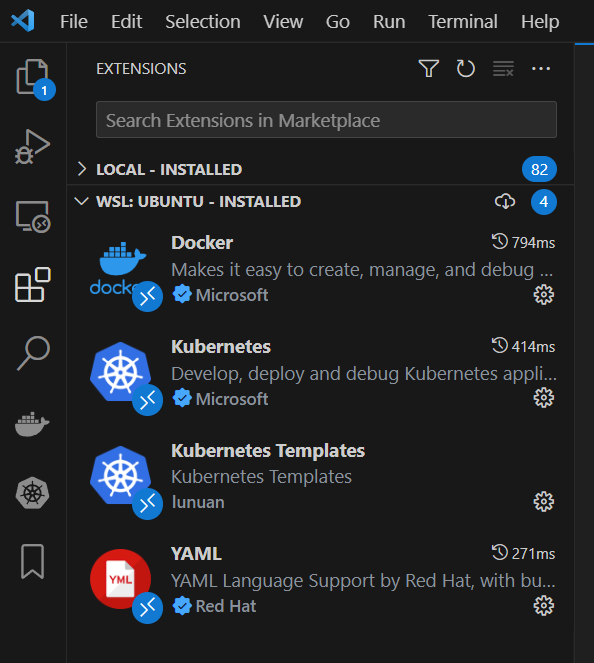 File Edit Selection View Go Run Terminal Help
EXTENSIONS
1
Search Extensions in Marketplace
LOCAL - INSTALLED 82
WSL: UBUNTU - INSTALLED 4
Docker 794ms
Makes it easy to create, manage, and debug ...
docker
Microsoft
Kubernetes 414ms
Develop, deploy and debug Kubernetes appli...
Microsoft
Kubernetes Templates
Kubernetes Templates
lunuan
YAML 271ms
YML
YAML Language Support by Red Hat, with bu...
Red Hat